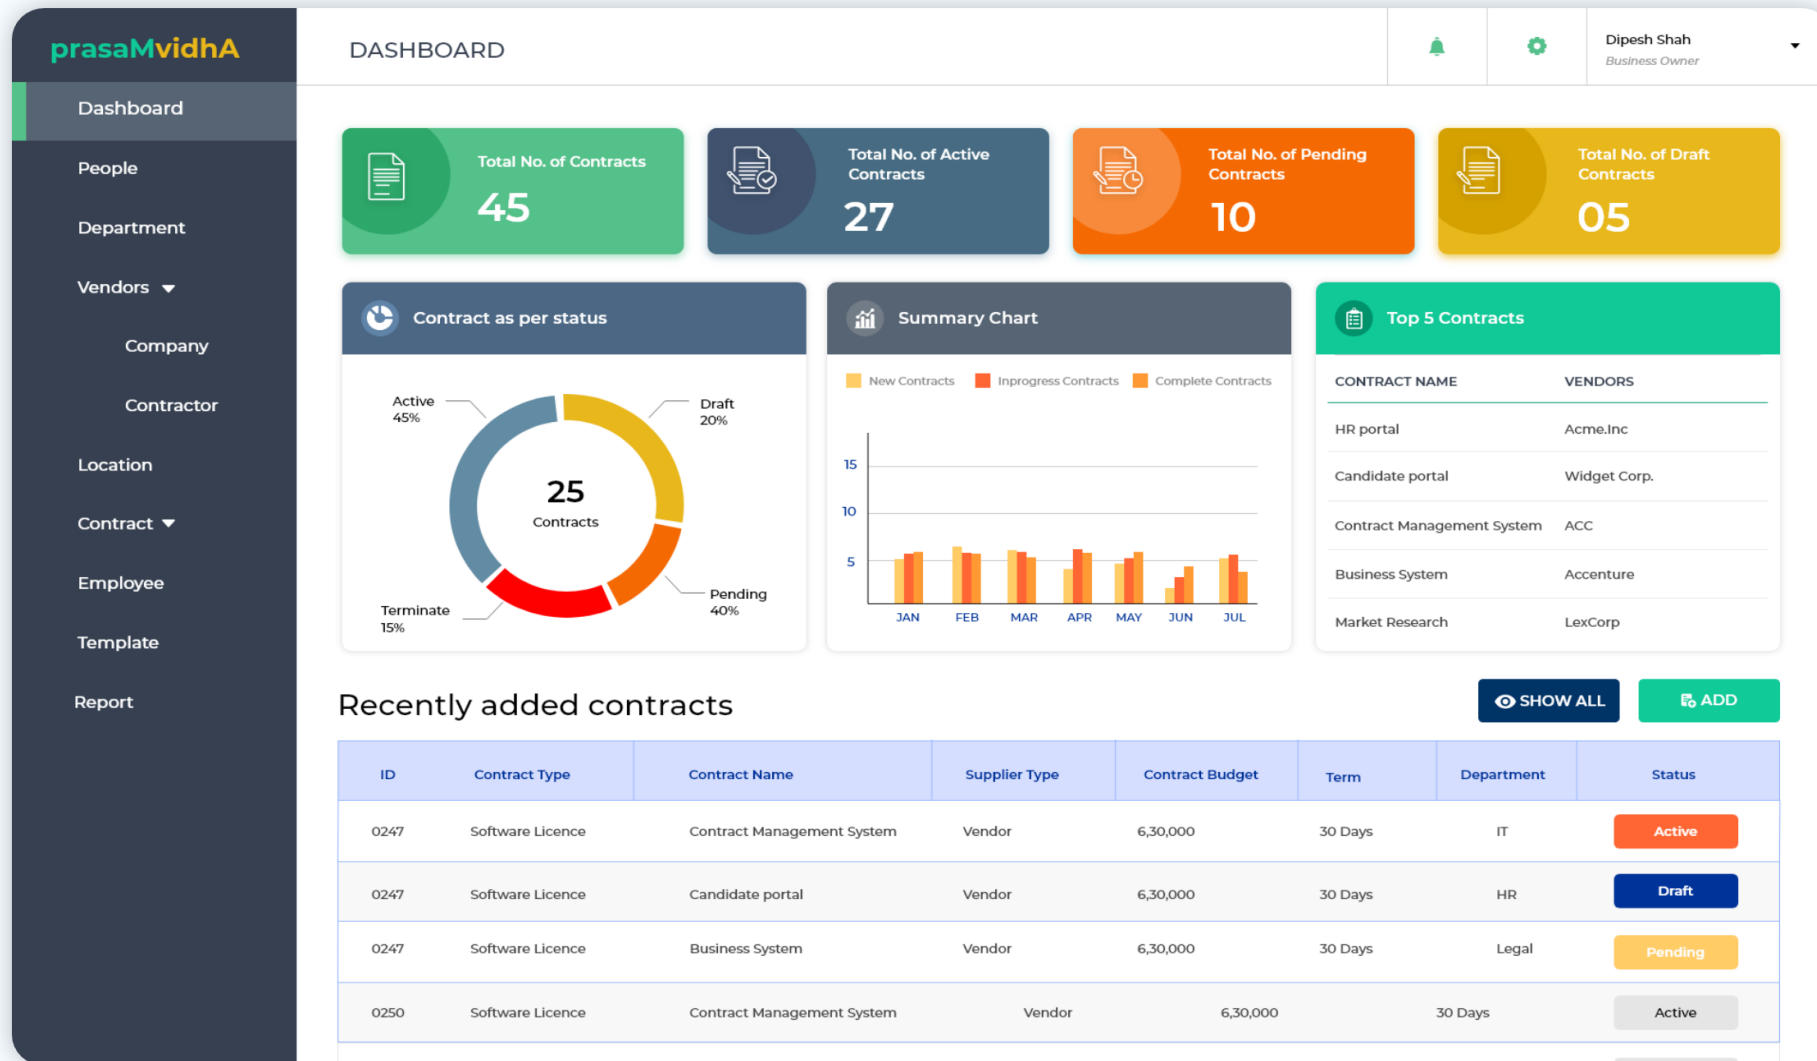 prasaMvidhA
DASHBOARD
Dipesh Shah
Business Owner
Dashboard
People
Department
Vendors
Company
Contractor
Location
Contract
Employee
Template
Report
Total No. of Contracts
45
Total No. of Active
Contracts
27
Total No. of Pending
Contracts
10
Total No. of Draft
Contracts
05
Contract as per status
Active
45%
Draft
20%
25
Contracts
Pending
40%
Terminate
15%
Summary Chart
New Contracts Inprogress Contracts Complete Contracts
15
10
5
JAN FEB MAR APR MAY JUN JUL
Top 5 Contracts
CONTRACT NAME VENDORS
HR portal Acme.Inc
Candidate portal Widget Corp.
Contract Management System ACC
Business System Accenture
Market Research LexCorp
Recently added contracts
SHOW ALL
ADD
ID Contract Type Contract Name Supplier Type Contract Budget Term Department Status
0247 Software Licence Contract Management System Vendor 6,30,000 30 Days IT Active
0247 Software Licence Candidate portal Vendor 6,30,000 30 Days HR Draft
0247 Software Licence Business System Vendor 6,30,000 30 Days Legal Pending
0250 Software Licence Contract Management System Vendor 6,30,000 30 Days Active